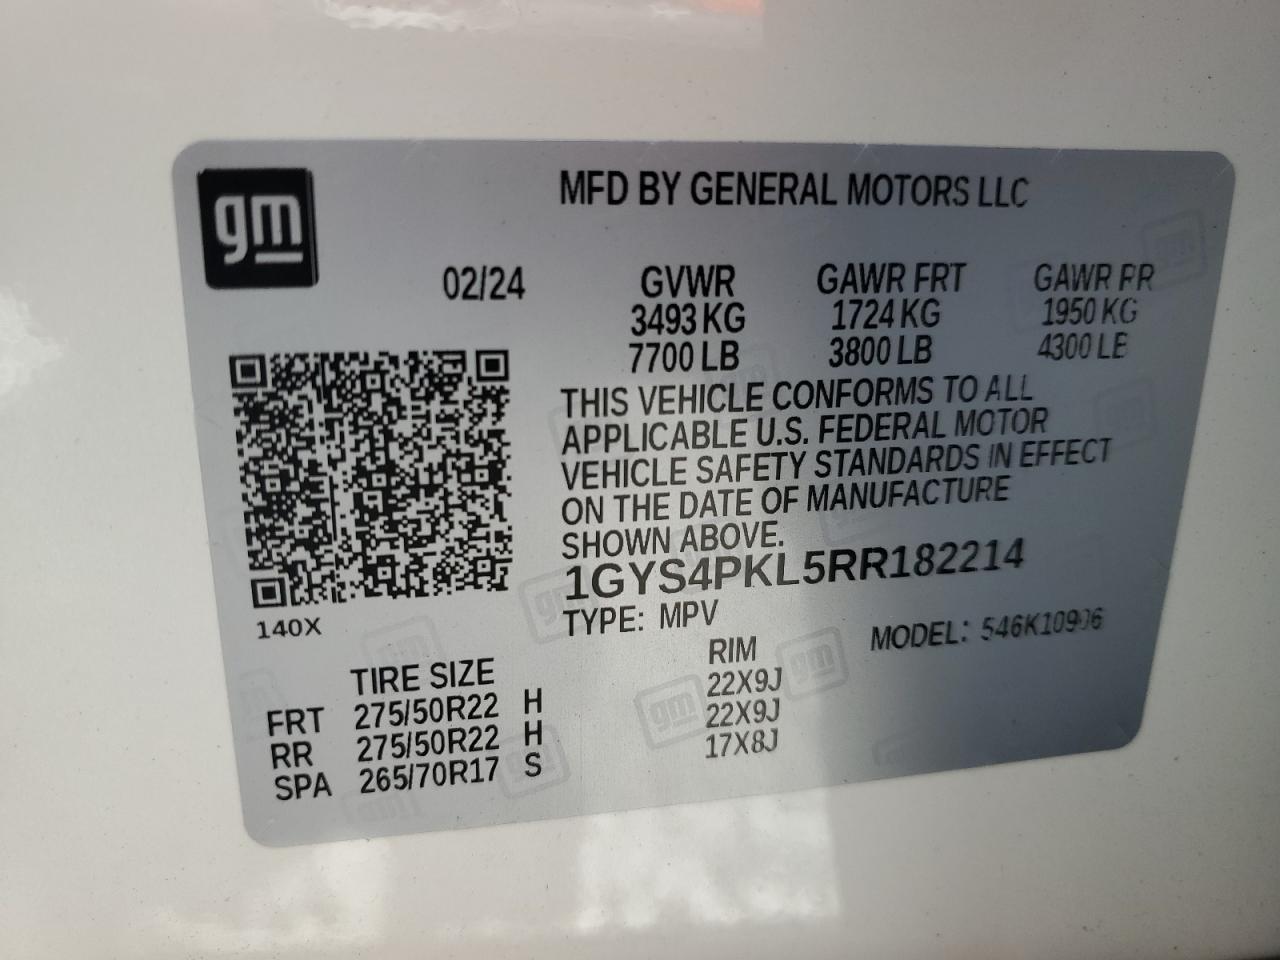 gm
MFD BY GENERAL MOTORS LLC
02/24 GVWR GAWR FRT GAWR RR
3493 KG 1724 KG 1950 KG
7700 LB 3800 LB 4300 LB
THIS VEHICLE CONFORMS TO ALL
APPLICABLE U.S. FEDERAL MOTOR
VEHICLE SAFETY STANDARDS IN EFFECT
ON THE DATE OF MANUFACTURE
SHOWN ABOVE.
1GYS4PKL5RR182214
140X
TYPE: MPV MODEL:
TIRE SIZE RIM
FRT 275/50R22 H 22X9J
RR 275/50R22 H 22X9J
SPA 265/70R17 S 17X8J